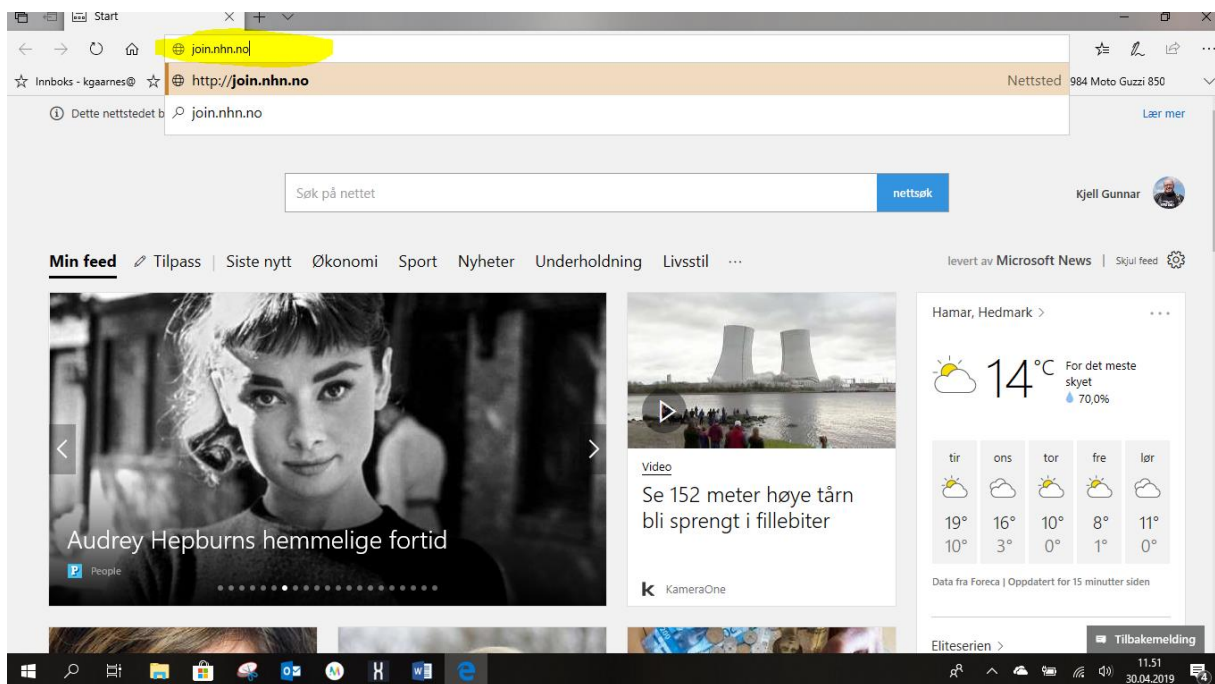 Start
join.nhn.no
Innboks - kgaarnes@
http://join.nhn.no
Nettsted
984 Moto Guzzi 850
Dette nettstedet b
join.nhn.no
Lær mer
Søk på nettet
nettsøk
Kjell Gunnar
Min feed
Tilpass | Siste nytt Økonomi Sport Nyheter Underholdning Livsstil ...
levert av Microsoft News | Skjul feed
Audrey Hepburns hemmelige fortid
P People
Video
Se 152 meter høye tårn
bli sprengt i fillebiter
k KameraOne
Hamar, Hedmark >
14 °C
For det meste
skyet
70,0%
tir ons tor fre lør
19° 16° 10° 8° 11°
10° 3° 0° 1° 0°
Data fra Foreca | Oppdatert for 15 minutter siden
Eliteserien >
Tilbakemelding
11.51
30.04.2019
4